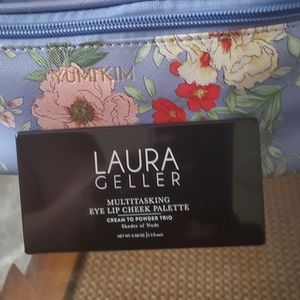 YUMI KIM
LAURA
GELLER
MULTITASKING
EYE LIP CHEEK PALETTE
CREAM TO POWDER TRIO
Shades of Nude